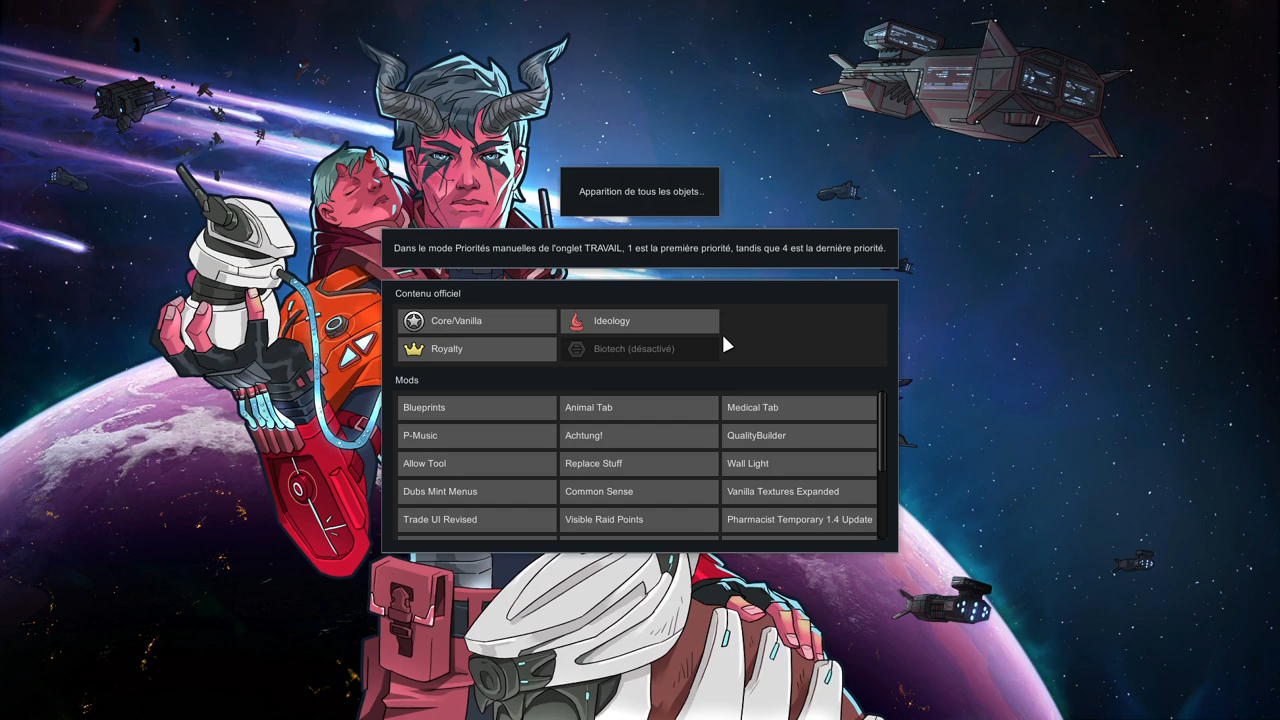 Apparition de tous les objets..
Dans le mode Priorités manuelles de l'onglet TRAVAIL, 1 est la première priorité, tandis que 4 est la dernière priorité.
Contenu officiel
Core/Vanilla
Ideology
Royalty
Biotech (désactivé)
Mods
Blueprints
Animal Tab
Medical Tab
P-Music
Achtung!
QualityBuilder
Allow Tool
Replace Stuff
Wall Light
Dubs Mint Menus
Common Sense
Vanilla Textures Expanded
Trade UI Revised
Visible Raid Points
Pharmacist Temporary 1.4 Update